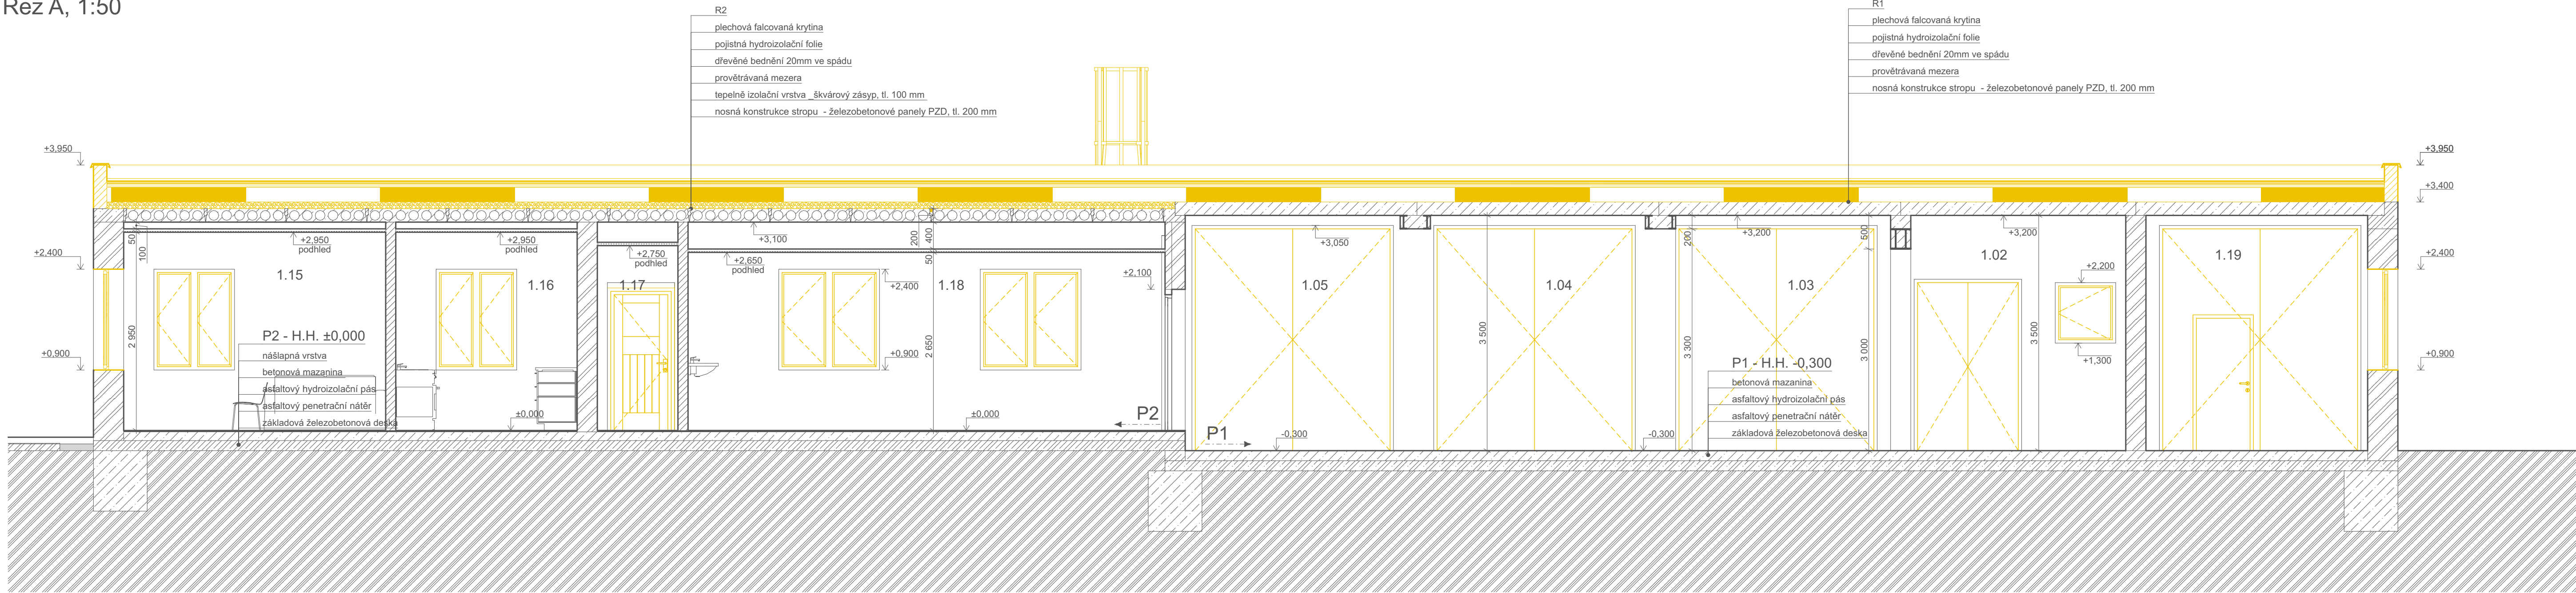 Řez A, 1:50
R2
plechová falcovaná krytina
pojistná hydroizolační folie
dřevěné bednění 20mm ve spádu
provětrávaná mezera
tepelně izolační vrstva _škvárový zásyp, tl. 100 mm
nosná konstrukce stropu - železobetonové panely PZD, tl. 200 mm
R1
plechová falcovaná krytina
pojistná hydroizolační folie
dřevěné bednění 20mm ve spádu
provětrávaná mezera
nosná konstrukce stropu - železobetonové panely PZD, tl. 200 mm
+3,950
+2,400
+0,900
50
100
2 950
+2,950
podhled
1.15
P2 - H.H. ±0,000
nášlapná vrstva
betonová mazanina
asfaltový hydroizolační pás
asfaltový penetrační nátěr
základová železobetonová deska
+2,950
podhled
1.16
±0,000
+2,750
podhled
1.17
+3,100
+2,650
podhled
200
400
50
2 650
+2,400
+0,900
1.18
±0,000
+2,100
P2
P1
+3,050
1.05
-0,300
3 500
1.04
-0,300
200
3 300
+3,200
1.03
500
3 000
P1 - H.H. -0,300
betonová mazanina
asfaltový hydroizolační pás
asfaltový penetrační nátěr
základová železobetonová deska
+3,200
1.02
3 500
+2,200
+1,300
1.19
+3,950
+3,400
+2,400
+0,900